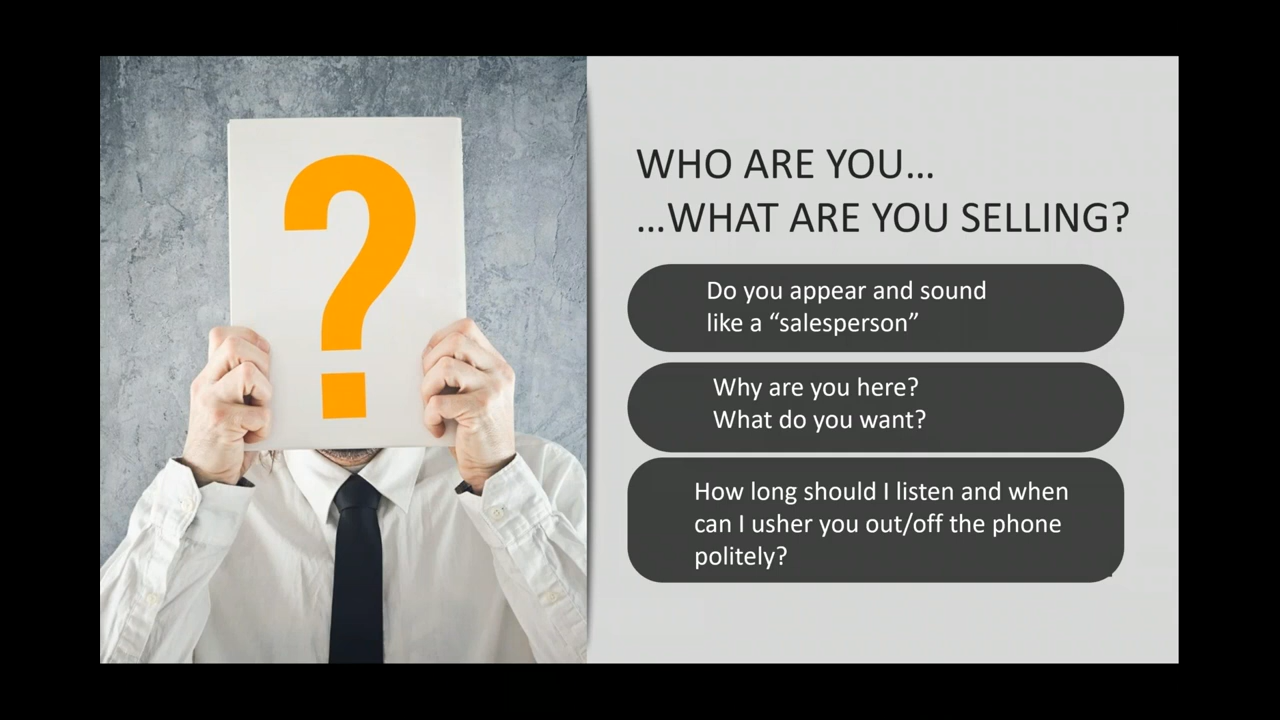 ?
WHO ARE YOU…
…WHAT ARE YOU SELLING?
Do you appear and sound
like a “salesperson”
Why are you here?
What do you want?
How long should I listen and when
can I usher you out/off the phone
politely?